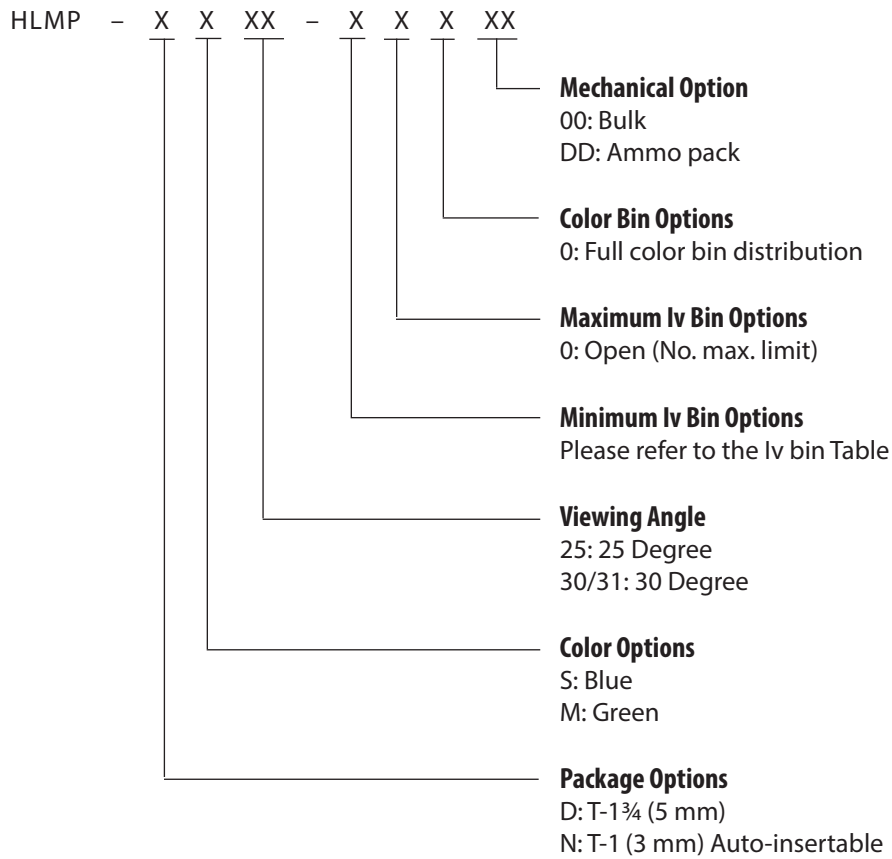 HLMP – X X XX – X X X XX
Mechanical Option
00: Bulk
DD: Ammo pack
Color Bin Options
0: Full color bin distribution
Maximum Iv Bin Options
0: Open (No. max. limit)
Minimum Iv Bin Options
Please refer to the Iv bin Table
Viewing Angle
25: 25 Degree
30/31: 30 Degree
Color Options
S: Blue
M: Green
Package Options
D: T-1¾ (5 mm)
N: T-1 (3 mm) Auto-insertable